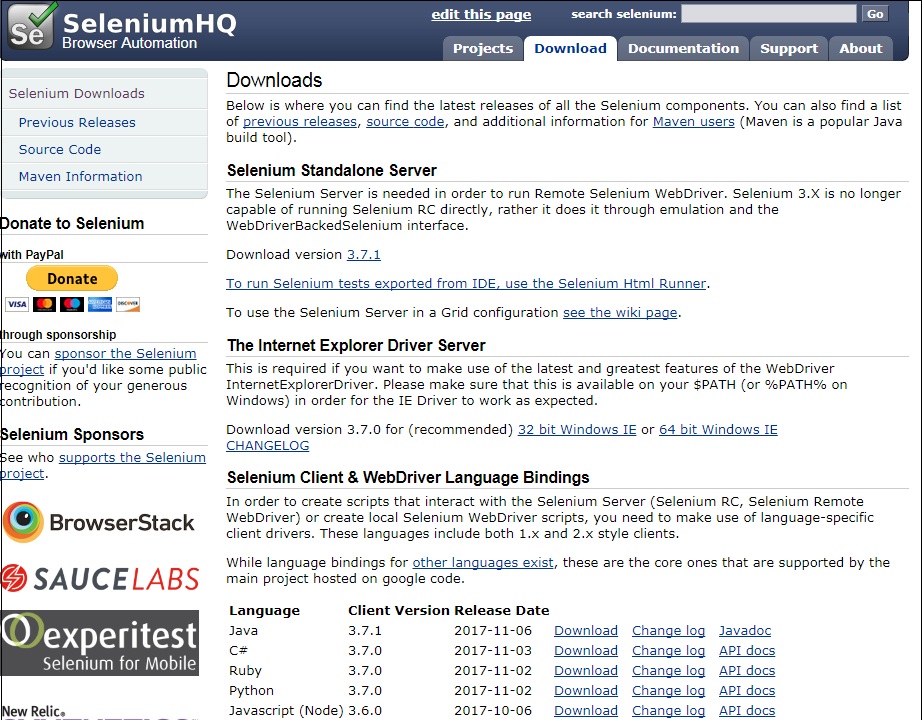 Se SeleniumHQ
Browser Automation
edit this page
search selenium:
Go
Projects
Download
Documentation
Support
About
Selenium Downloads
Previous Releases
Source Code
Maven Information
Donate to Selenium
with PayPal
Donate
VISA
DISCOVER
through sponsorship
You can sponsor the Selenium
project if you'd like some public
recognition of your generous
contribution.
Selenium Sponsors
See who supports the Selenium
project.
BrowserStack
SAUCELABS
experitest
Selenium for Mobile
New Relic.
Downloads
Below is where you can find the latest releases of all the Selenium components. You can also find a list
of previous releases, source code, and additional information for Maven users (Maven is a popular Java
build tool).
Selenium Standalone Server
The Selenium Server is needed in order to run Remote Selenium WebDriver. Selenium 3.X is no longer
capable of running Selenium RC directly, rather it does it through emulation and the
WebDriverBackedSelenium interface.
Download version 3.7.1
To run Selenium tests exported from IDE, use the Selenium Html Runner.
To use the Selenium Server in a Grid configuration see the wiki page.
The Internet Explorer Driver Server
This is required if you want to make use of the latest and greatest features of the WebDriver
InternetExplorerDriver. Please make sure that this is available on your $PATH (or %PATH% on
Windows) in order for the IE Driver to work as expected.
Download version 3.7.0 for (recommended) 32 bit Windows IE or 64 bit Windows IE
CHANGELOG
Selenium Client & WebDriver Language Bindings
In order to create scripts that interact with the Selenium Server (Selenium RC, Selenium Remote
WebDriver) or create local Selenium WebDriver scripts, you need to make use of language-specific
client drivers. These languages include both 1.x and 2.x style clients.
While language bindings for other languages exist, these are the core ones that are supported by the
main project hosted on google code.
Language Client Version Release Date
Java 3.7.1 2017-11-06 Download Change log Javadoc
C# 3.7.0 2017-11-03 Download Change log API docs
Ruby 3.7.0 2017-11-02 Download Change log API docs
Python 3.7.0 2017-11-02 Download Change log API docs
Javascript (Node) 3.6.0 2017-10-06 Download Change log API docs